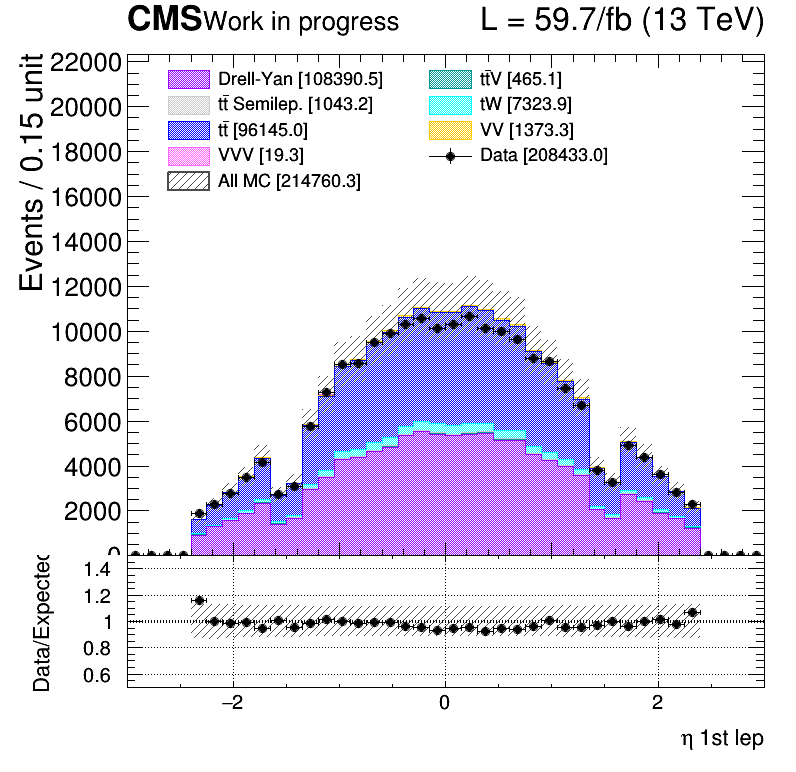 CMS Work in progress L = 59.7/fb (13 TeV)
Events / 0.15 unit
22000
20000
18000
16000
14000
12000
10000
8000
6000
4000
2000
0
Drell-Yan [108390.5]
tt̄ Semilep. [1043.2]
tt̄ [96145.0]
VVV [19.3]
All MC [214760.3]
tt̄V [465.1]
tW [7323.9]
VV [1373.3]
Data [208433.0]
Data/Expected
1.4
1.2
1
0.8
0.6
−2 0 2
η 1st lep